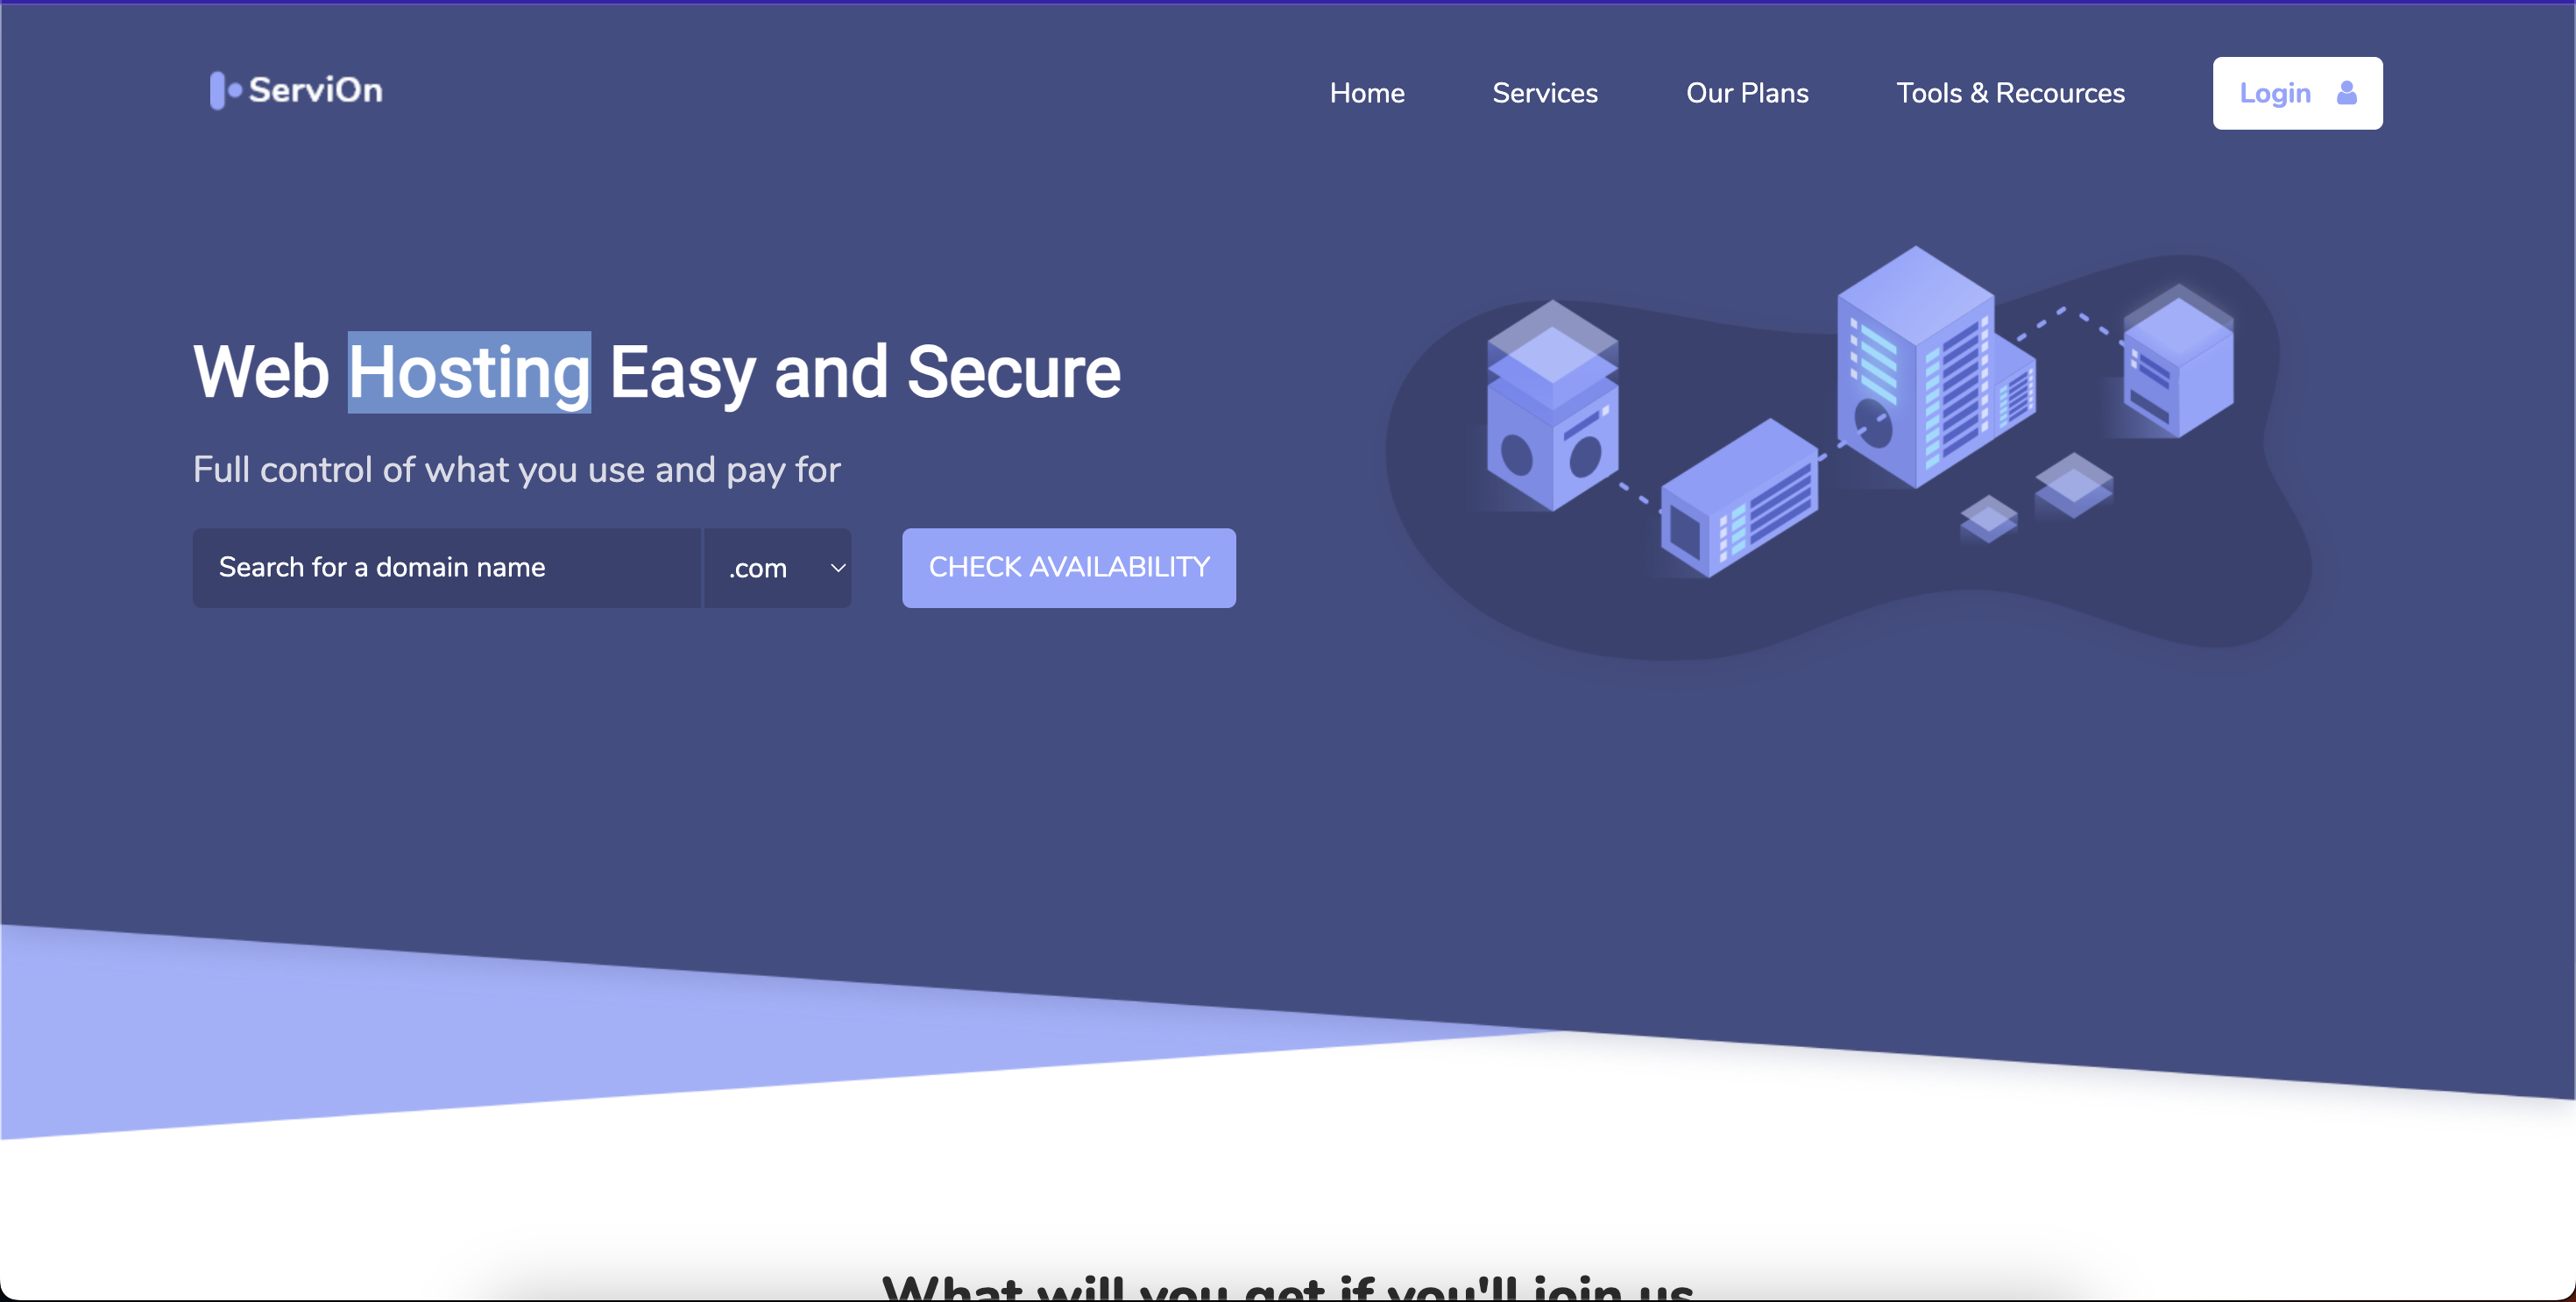 ServiOn
Home
Services
Our Plans
Tools & Recources
Login
Web Hosting Easy and Secure
Full control of what you use and pay for
Search for a domain name
.com
CHECK AVAILABILITY
What will you get if you'll join us